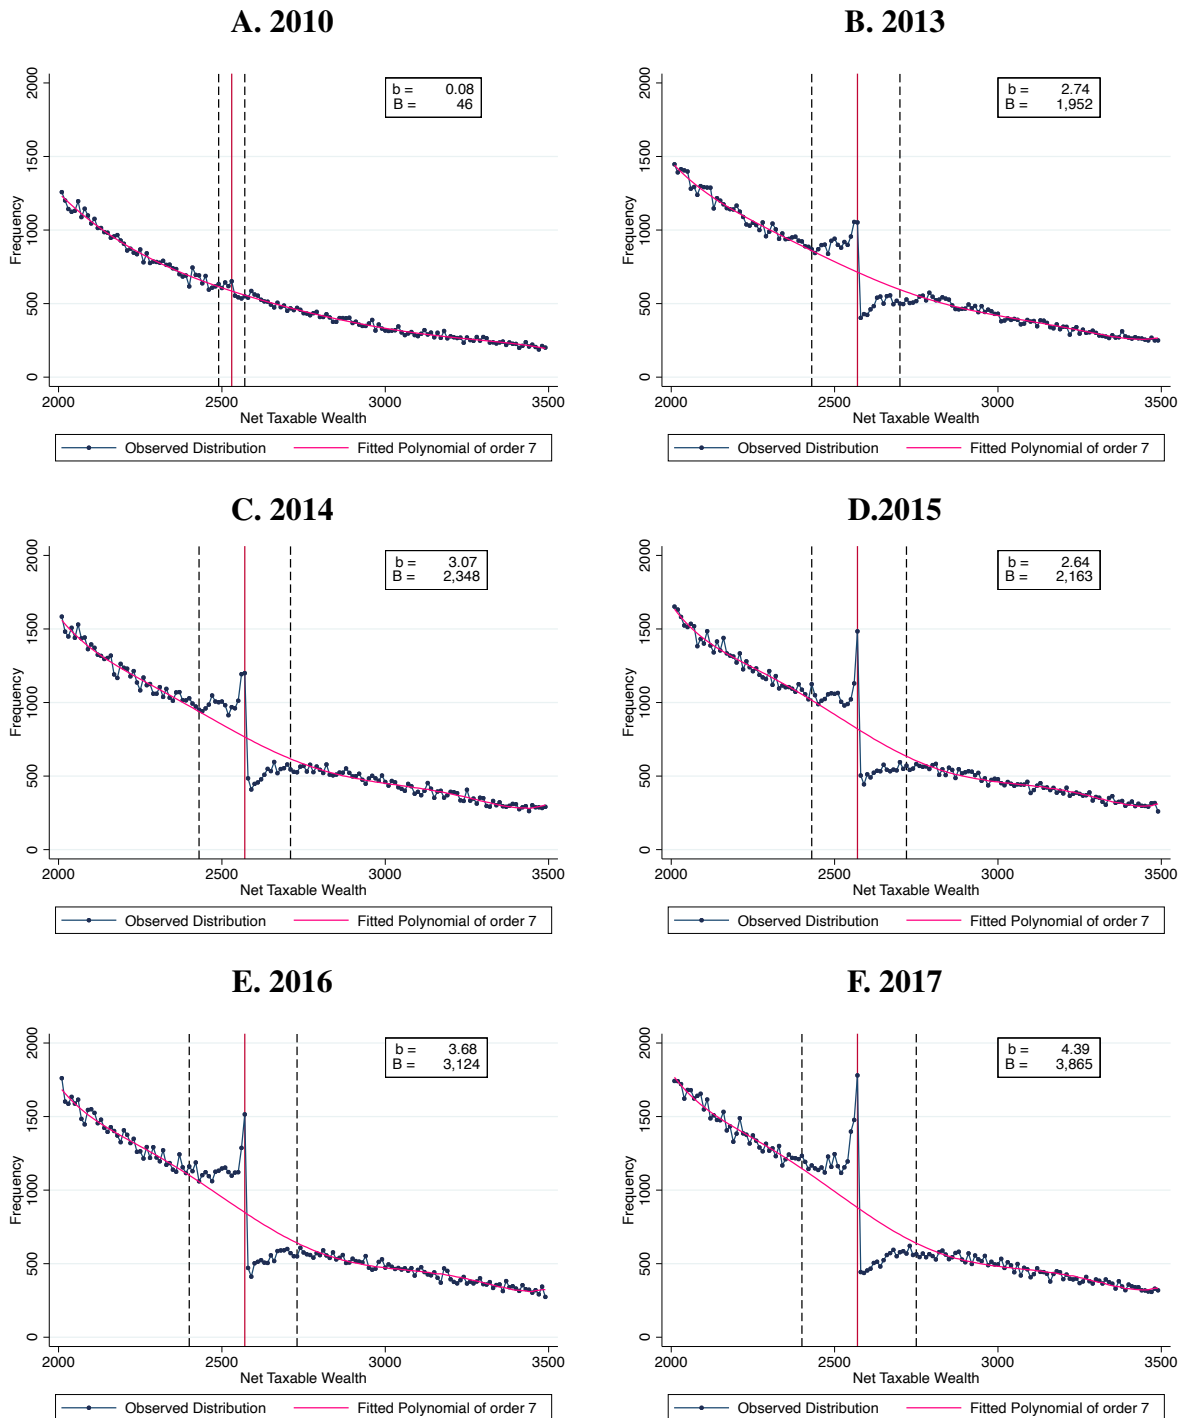 A. 2010
b = 0.08
B = 46
2000
1500
1000
500
0
Frequency
2000 2500 3000 3500
Net Taxable Wealth
Observed Distribution Fitted Polynomial of order 7
B. 2013
b = 2.74
B = 1,952
2000
1500
1000
500
0
Frequency
2000 2500 3000 3500
Net Taxable Wealth
Observed Distribution Fitted Polynomial of order 7
C. 2014
b = 3.07
B = 2,348
2000
1500
1000
500
0
Frequency
2000 2500 3000 3500
Net Taxable Wealth
Observed Distribution Fitted Polynomial of order 7
D.2015
b = 2.64
B = 2,163
2000
1500
1000
500
0
Frequency
2000 2500 3000 3500
Net Taxable Wealth
Observed Distribution Fitted Polynomial of order 7
E. 2016
b = 3.68
B = 3,124
2000
1500
1000
500
0
Frequency
2000 2500 3000 3500
Net Taxable Wealth
Observed Distribution Fitted Polynomial of order 7
F. 2017
b = 4.39
B = 3,865
2000
1500
1000
500
0
Frequency
2000 2500 3000 3500
Net Taxable Wealth
Observed Distribution Fitted Polynomial of order 7